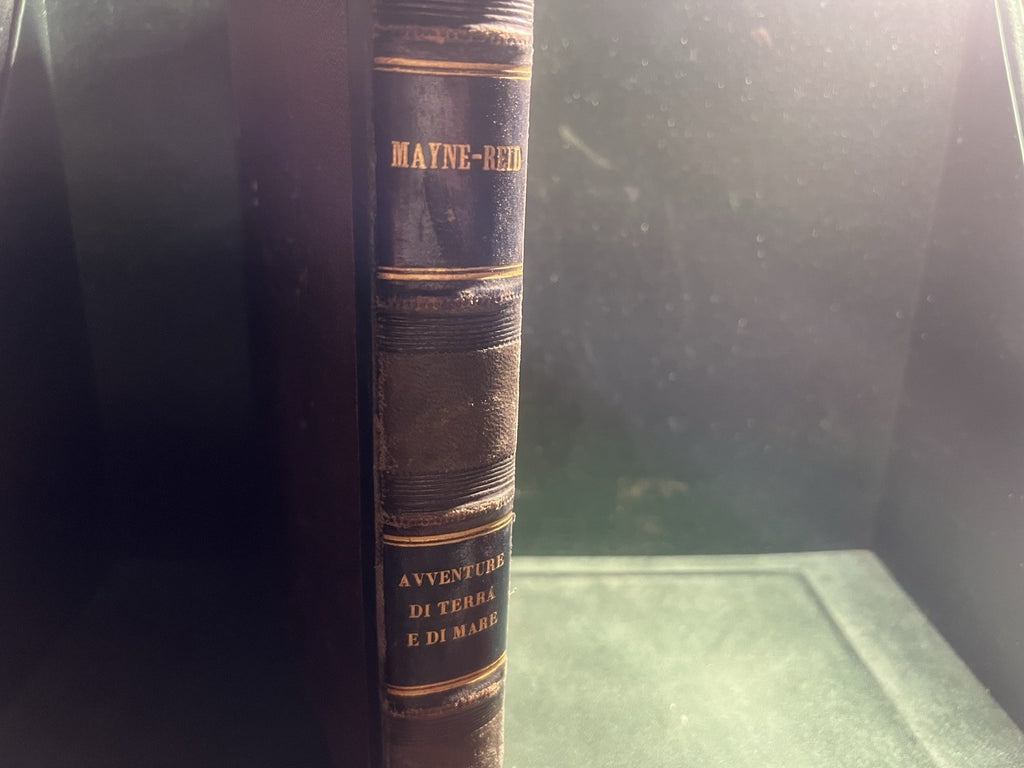 MAYNE-REID
AVVENTURE
DI TERRA
E DI MARE